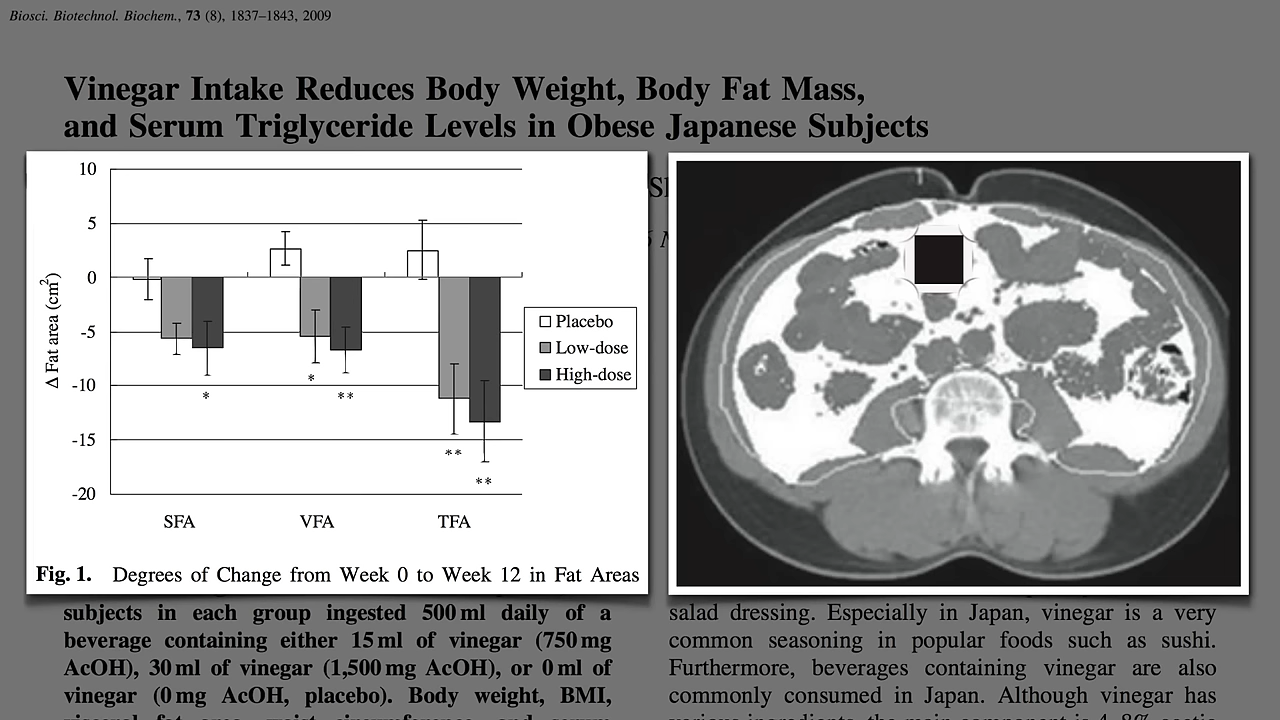 Biosci. Biotechnol. Biochem., 73 (8), 1837–1843, 2009
Vinegar Intake Reduces Body Weight, Body Fat Mass,
and Serum Triglyceride Levels in Obese Japanese Subjects
10
5
0
-5
-10
-15
-20
Δ Fat area (cm²)
*
*
**
**
**
Placebo
Low-dose
High-dose
SFA VFA TFA
Fig. 1. Degrees of Change from Week 0 to Week 12 in Fat Areas
subjects in each group ingested 500 ml daily of a
beverage containing either 15 ml of vinegar (750 mg
AcOH), 30 ml of vinegar (1,500 mg AcOH), or 0 ml of
vinegar (0 mg AcOH, placebo). Body weight, BMI,
salad dressing. Especially in Japan, vinegar is a very
common seasoning in popular foods such as sushi.
Furthermore, beverages containing vinegar are also
commonly consumed in Japan. Although vinegar has